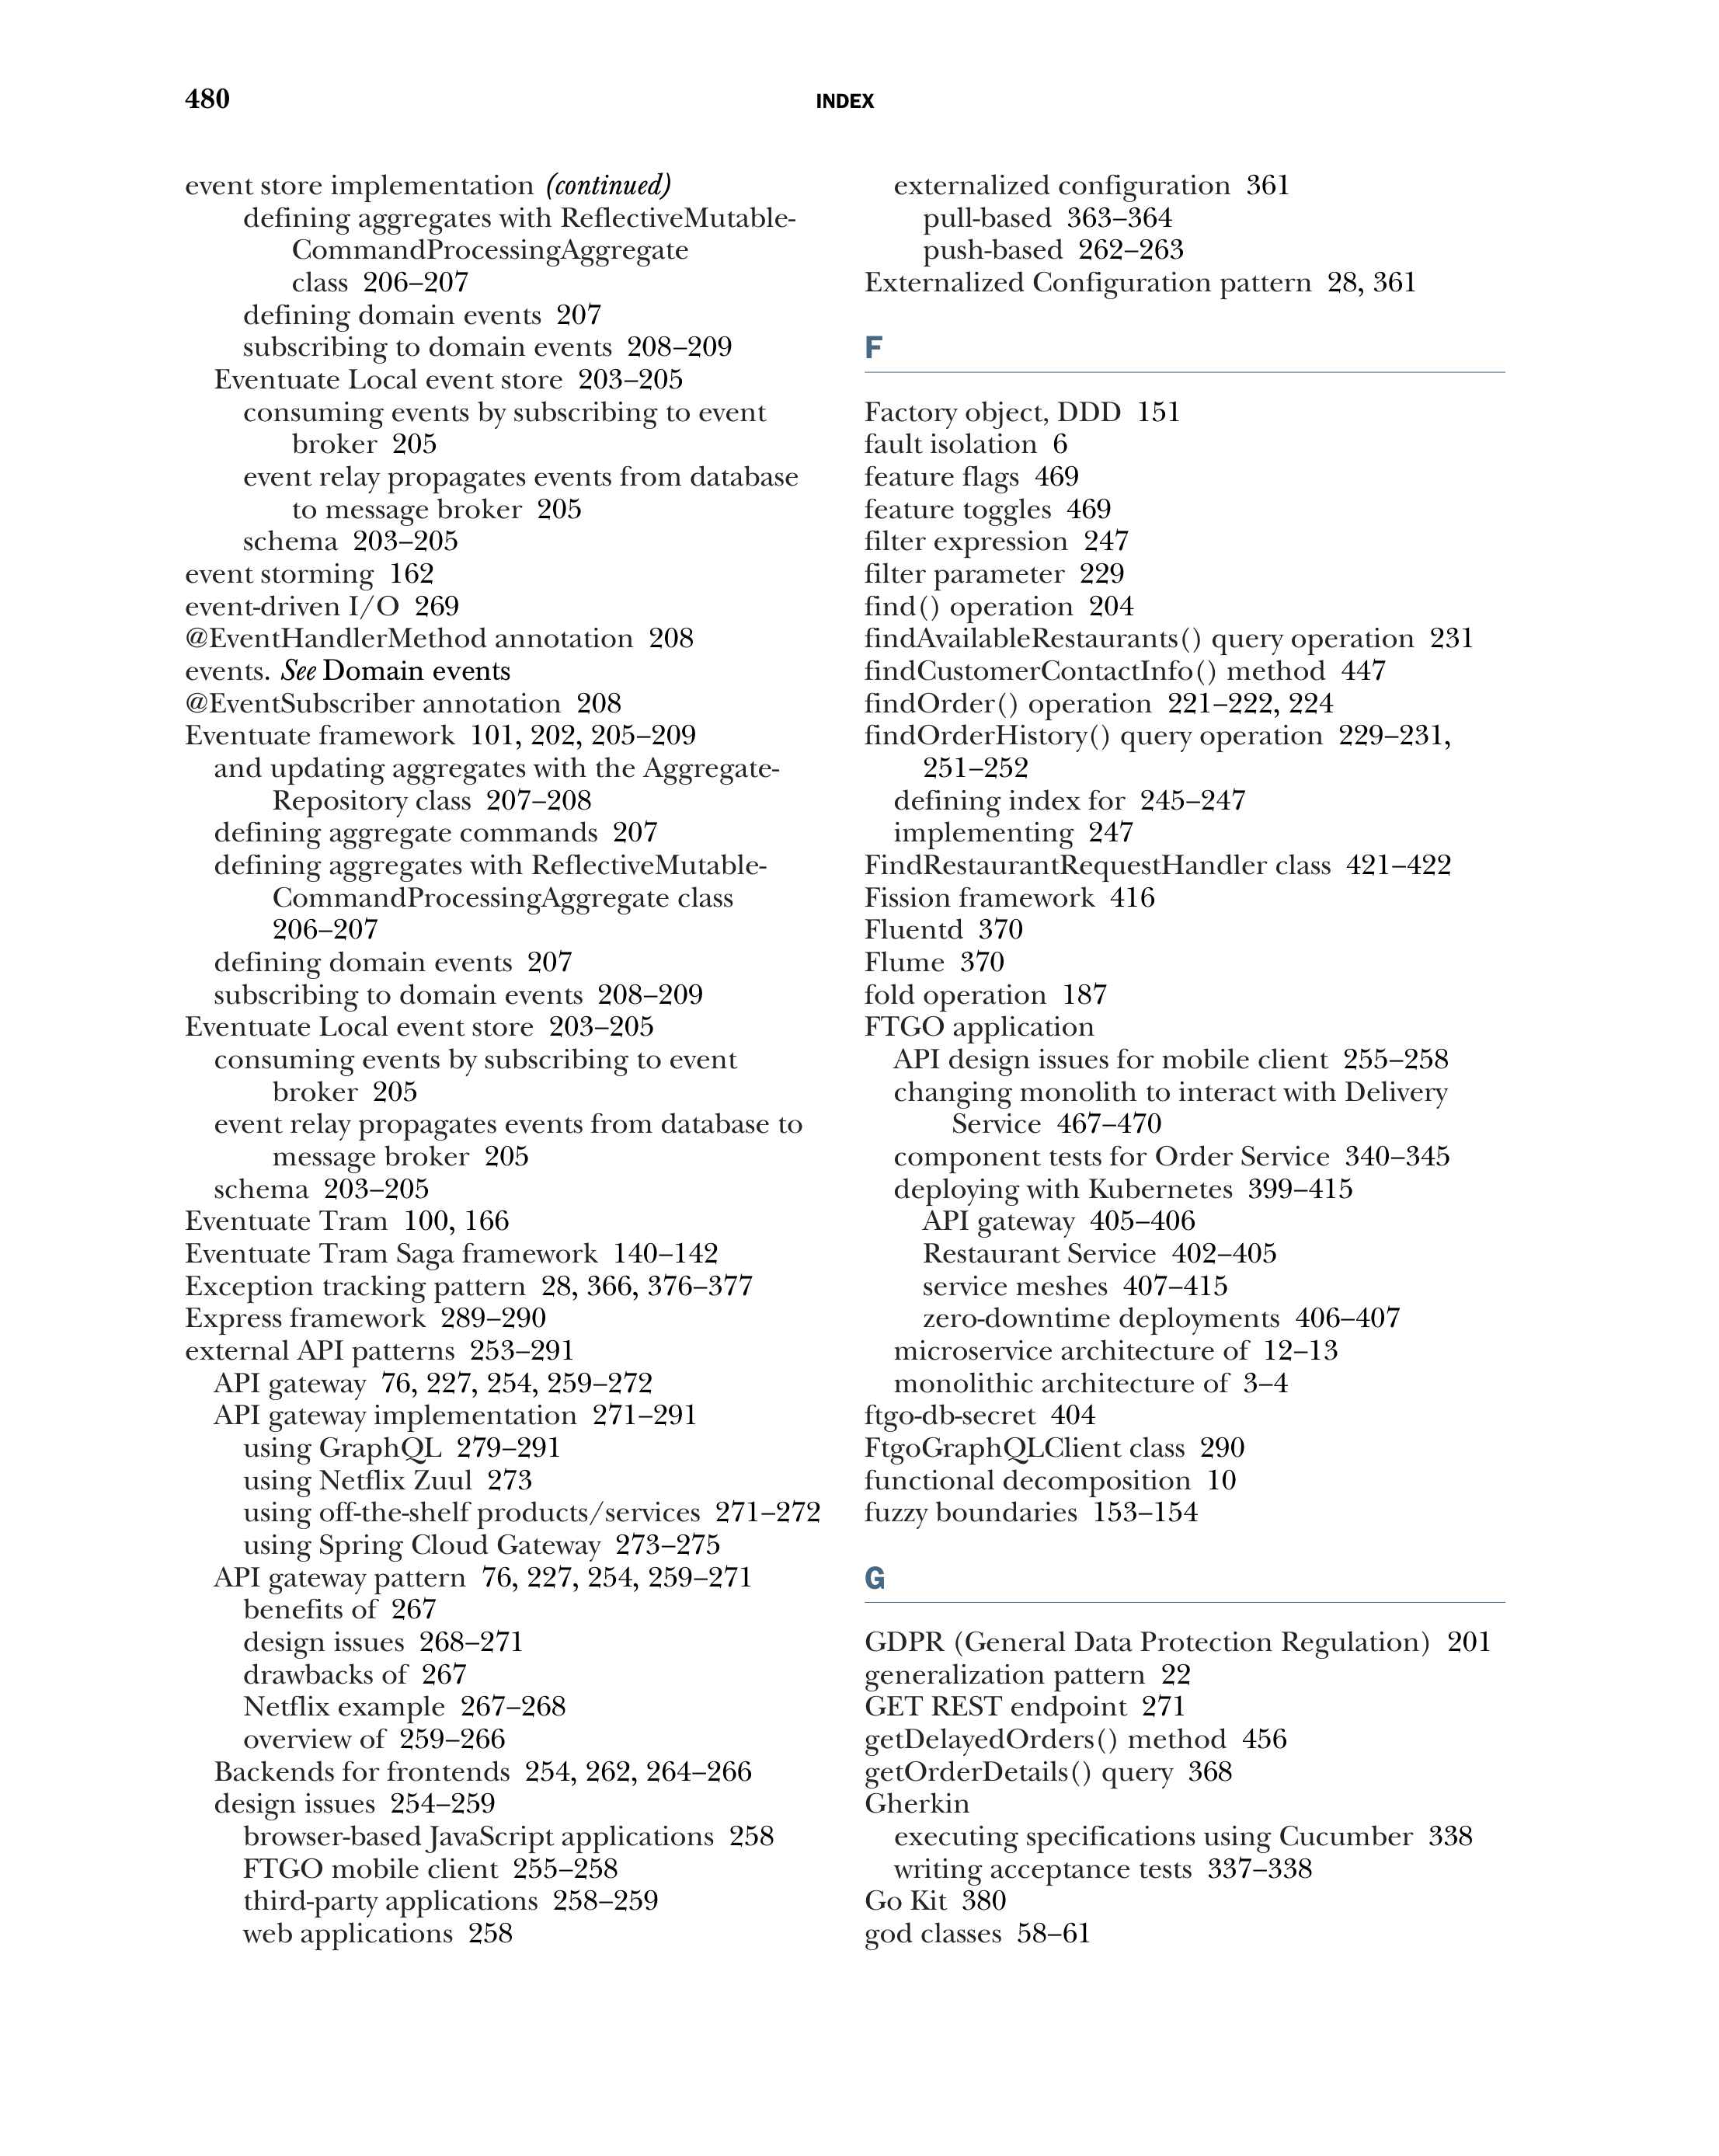 480
INDEX
event store implementation (continued)
defining aggregates with ReflectiveMutable-
CommandProcessingAggregate
class 206–207
defining domain events 207
subscribing to domain events 208–209
Eventuate Local event store 203–205
consuming events by subscribing to event
broker 205
event relay propagates events from database
to message broker 205
schema 203–205
event storming 162
event-driven I/O 269
@EventHandlerMethod annotation 208
events. See Domain events
@EventSubscriber annotation 208
Eventuate framework 101, 202, 205–209
and updating aggregates with the Aggregate-
Repository class 207–208
defining aggregate commands 207
defining aggregates with ReflectiveMutable-
CommandProcessingAggregate class
206–207
defining domain events 207
subscribing to domain events 208–209
Eventuate Local event store 203–205
consuming events by subscribing to event
broker 205
event relay propagates events from database to
message broker 205
schema 203–205
Eventuate Tram 100, 166
Eventuate Tram Saga framework 140–142
Exception tracking pattern 28, 366, 376–377
Express framework 289–290
external API patterns 253–291
API gateway 76, 227, 254, 259–272
API gateway implementation 271–291
using GraphQL 279–291
using Netflix Zuul 273
using off-the-shelf products/services 271–272
using Spring Cloud Gateway 273–275
API gateway pattern 76, 227, 254, 259–271
benefits of 267
design issues 268–271
drawbacks of 267
Netflix example 267–268
overview of 259–266
Backends for frontends 254, 262, 264–266
design issues 254–259
browser-based JavaScript applications 258
FTGO mobile client 255–258
third-party applications 258–259
web applications 258
externalized configuration 361
pull-based 363–364
push-based 262–263
Externalized Configuration pattern 28, 361
F
Factory object, DDD 151
fault isolation 6
feature flags 469
feature toggles 469
filter expression 247
filter parameter 229
find() operation 204
findAvailableRestaurants() query operation 231
findCustomerContactInfo() method 447
findOrder() operation 221–222, 224
findOrderHistory() query operation 229–231,
251–252
defining index for 245–247
implementing 247
FindRestaurantRequestHandler class 421–422
Fission framework 416
Fluentd 370
Flume 370
fold operation 187
FTGO application
API design issues for mobile client 255–258
changing monolith to interact with Delivery
Service 467–470
component tests for Order Service 340–345
deploying with Kubernetes 399–415
API gateway 405–406
Restaurant Service 402–405
service meshes 407–415
zero-downtime deployments 406–407
microservice architecture of 12–13
monolithic architecture of 3–4
ftgo-db-secret 404
FtgoGraphQLClient class 290
functional decomposition 10
fuzzy boundaries 153–154
G
GDPR (General Data Protection Regulation) 201
generalization pattern 22
GET REST endpoint 271
getDelayedOrders() method 456
getOrderDetails() query 368
Gherkin
executing specifications using Cucumber 338
writing acceptance tests 337–338
Go Kit 380
god classes 58–61